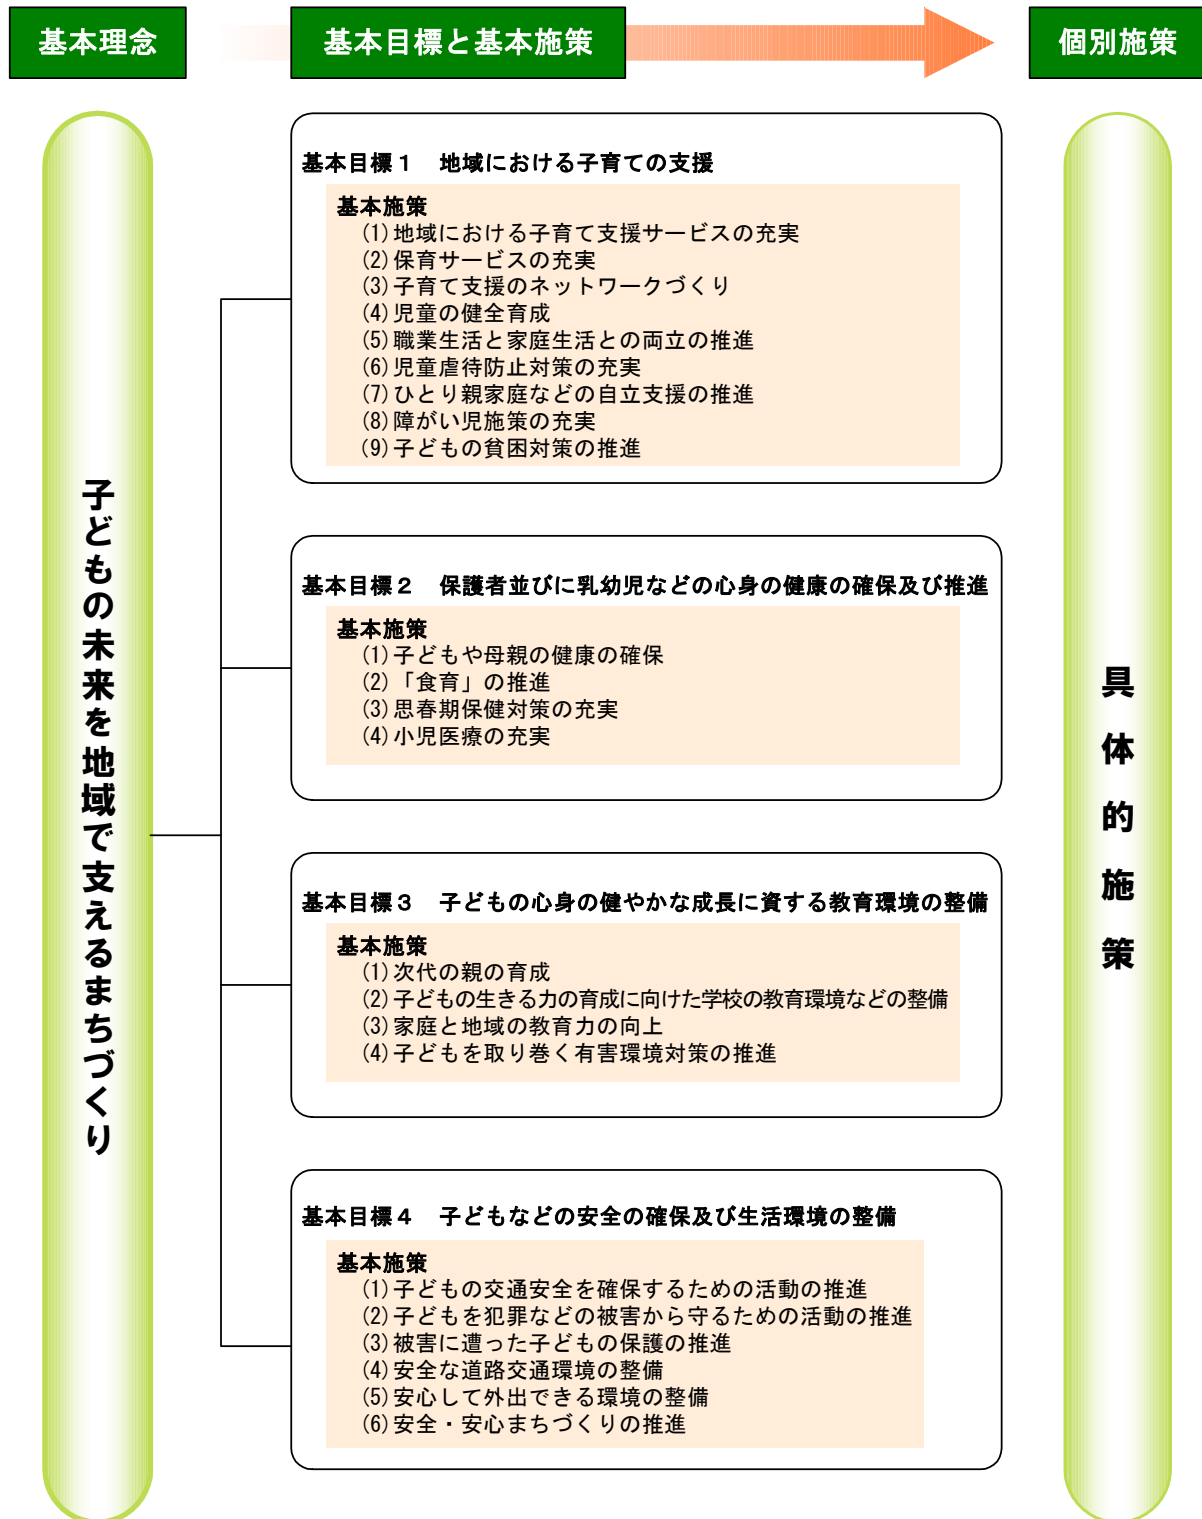 基本理念
基本目標と基本施策
個別施策
子どもの未来を地域で支えるまちづくり
基本目標１　地域における子育ての支援
基本施策
(1)地域における子育て支援サービスの充実
(2)保育サービスの充実
(3)子育て支援のネットワークづくり
(4)児童の健全育成
(5)職業生活と家庭生活との両立の推進
(6)児童虐待防止対策の充実
(7)ひとり親家庭などの自立支援の推進
(8)障がい児施策の充実
(9)子どもの貧困対策の推進
基本目標２　保護者並びに乳幼児などの心身の健康の確保及び推進
基本施策
(1)子どもや母親の健康の確保
(2)「食育」の推進
(3)思春期保健対策の充実
(4)小児医療の充実
基本目標３　子どもの心身の健やかな成長に資する教育環境の整備
基本施策
(1)次代の親の育成
(2)子どもの生きる力の育成に向けた学校の教育環境などの整備
(3)家庭と地域の教育力の向上
(4)子どもを取り巻く有害環境対策の推進
基本目標４　子どもなどの安全の確保及び生活環境の整備
基本施策
(1)子どもの交通安全を確保するための活動の推進
(2)子どもを犯罪などの被害から守るための活動の推進
(3)被害に遭った子どもの保護の推進
(4)安全な道路交通環境の整備
(5)安心して外出できる環境の整備
(6)安全・安心まちづくりの推進
具体的施策